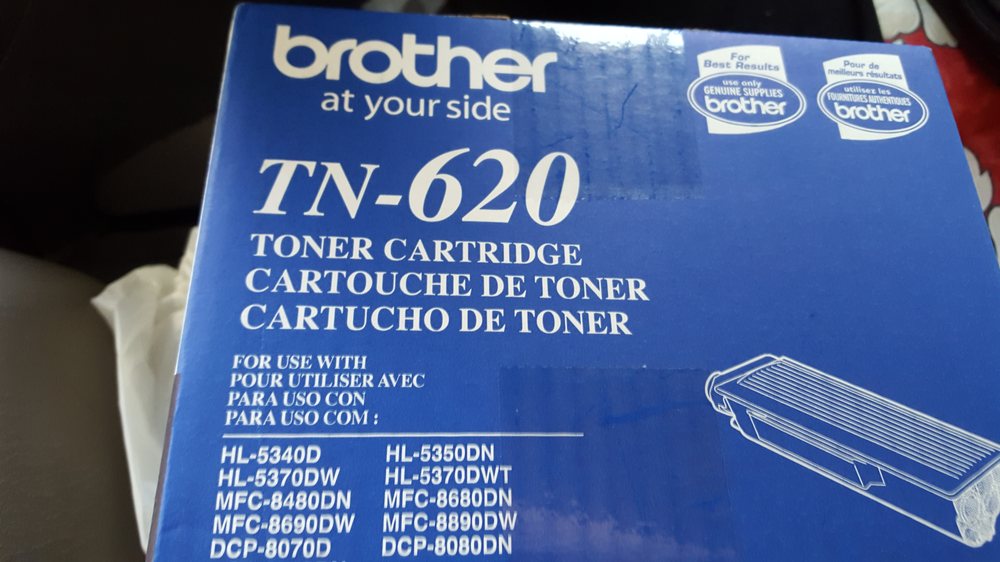 brother
at your side
For
Best Results
use only
GENUINE SUPPLIES
brother
Pour de
meilleurs résultats
utilisez les
FOURNITURES AUTHENTIQUES
brother
TN-620
TONER CARTRIDGE
CARTOUCHE DE TONER
CARTUCHO DE TONER
FOR USE WITH
POUR UTILISER AVEC
PARA USO CON
PARA USO COM :
HL-5340D HL-5350DN
HL-5370DW HL-5370DWT
MFC-8480DN MFC-8680DN
MFC-8690DW MFC-8890DW
DCP-8070D DCP-8080DN